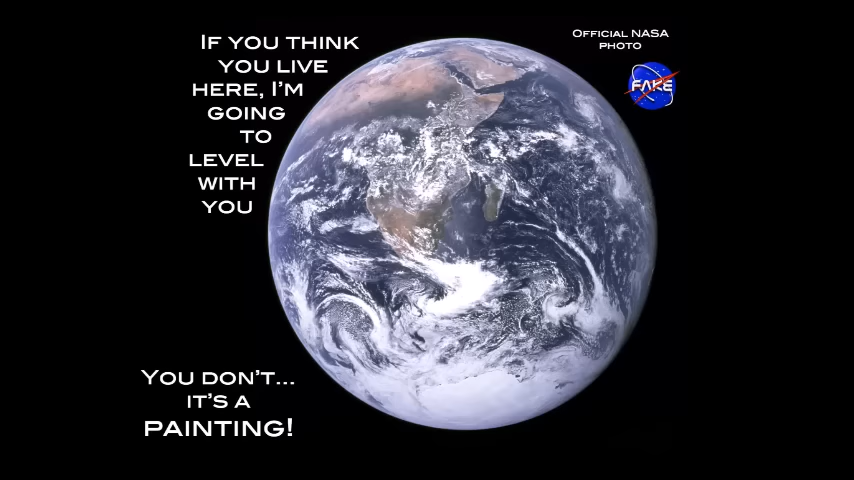 If you think
you live
here, I'm
going
to
level
with
you
Official NASA
photo
FAKE
You don't...
it's a
painting!